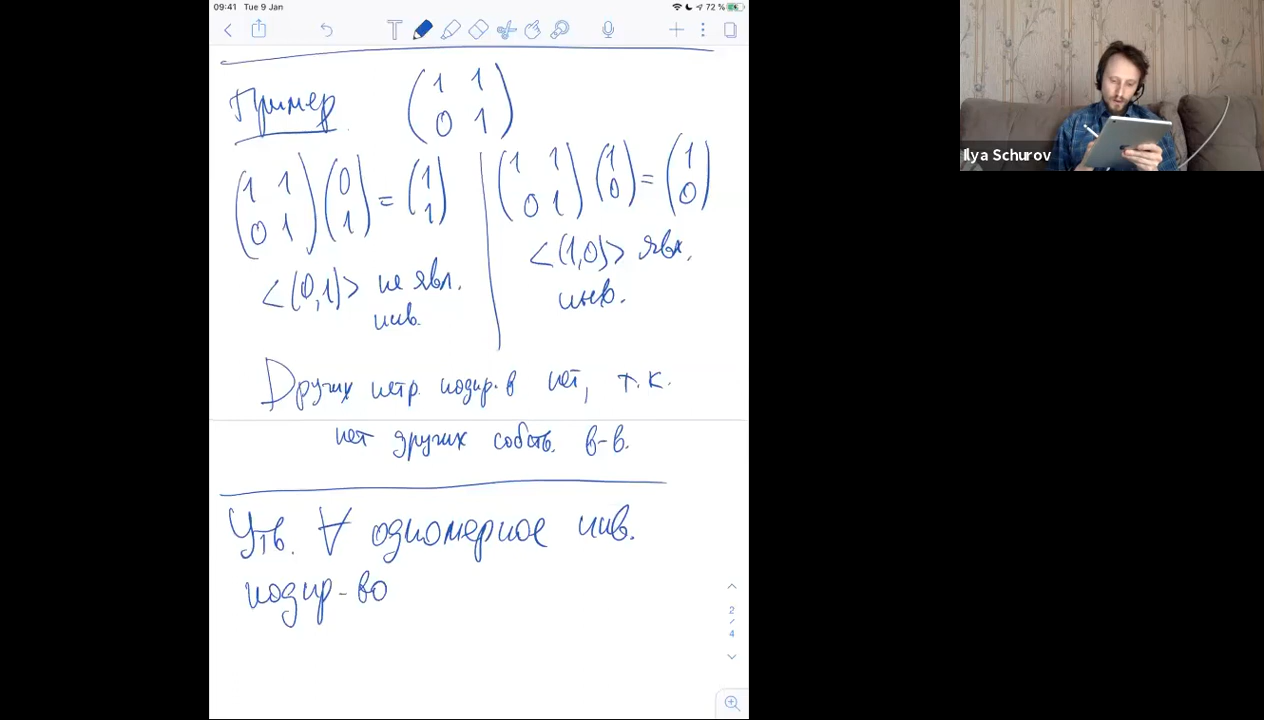 09:41 Tue 9 Jan
72 %
Ilya Schurov
Пример
( 1 1
0 1 )
( 1 1
0 1 ) ( 0
1 ) = ( 1
1 )
<(0,1)> не явл.
инв.
( 1 1
0 1 ) ( 1
0 ) = ( 1
0 )
<(1,0)> явл.
инв.
Других нетр. подпр-в нет, т.к.
нет других собств. в-в.
Утв. ∀ одномерное инв.
подпр-во
2
/
4